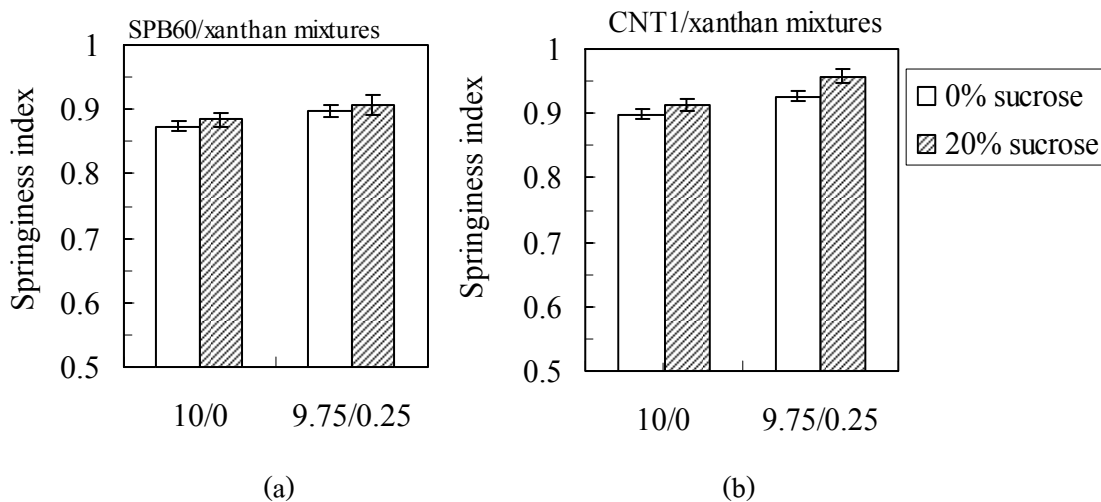 SPB60/xanthan mixtures
Springiness index
1
0.9
0.8
0.7
0.6
0.5
10/0 9.75/0.25
(a)
CNT1/xanthan mixtures
Springiness index
1
0.9
0.8
0.7
0.6
0.5
10/0 9.75/0.25
(b)
0% sucrose
20% sucrose